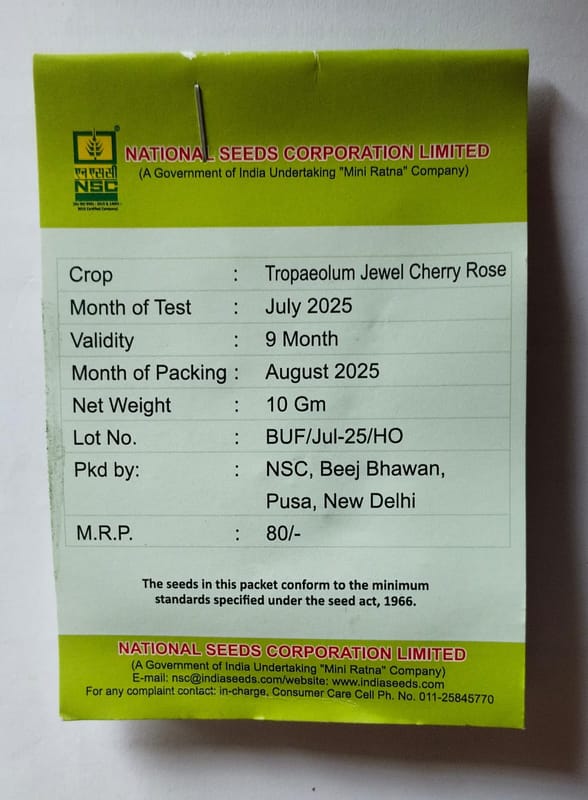 NATIONAL SEEDS CORPORATION LIMITED
(A Government of India Undertaking "Mini Ratna" Company)
एन एस सी
NSC
Crop : Tropaeolum Jewel Cherry Rose
Month of Test : July 2025
Validity : 9 Month
Month of Packing : August 2025
Net Weight : 10 Gm
Lot No. : BUF/Jul-25/HO
Pkd by: : NSC, Beej Bhawan,
Pusa, New Delhi
M.R.P. : 80/-
The seeds in this packet conform to the minimum
standards specified under the seed act, 1966.
NATIONAL SEEDS CORPORATION LIMITED
(A Government of India Undertaking "Mini Ratna" Company)
E-mail: nsc@indiaseeds.com/website: www.indiaseeds.com
For any complaint contact: in-charge, Consumer Care Cell Ph. No. 011-25845770